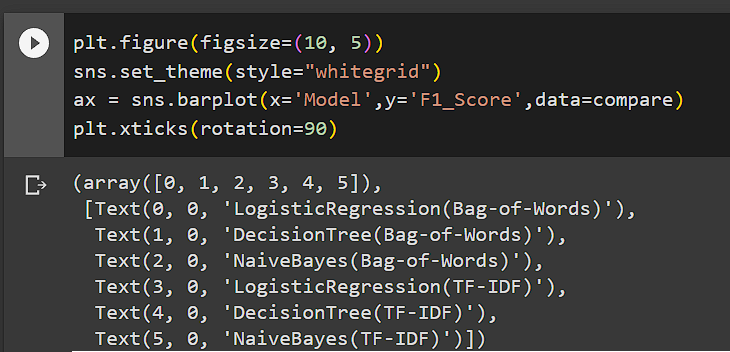 plt.figure(figsize=(10, 5))
sns.set_theme(style="whitegrid")
ax = sns.barplot(x='Model',y='F1_Score',data=compare)
plt.xticks(rotation=90)
(array([0, 1, 2, 3, 4, 5]),
[Text(0, 0, 'LogisticRegression(Bag-of-Words)'),
Text(1, 0, 'DecisionTree(Bag-of-Words)'),
Text(2, 0, 'NaiveBayes(Bag-of-Words)'),
Text(3, 0, 'LogisticRegression(TF-IDF)'),
Text(4, 0, 'DecisionTree(TF-IDF)'),
Text(5, 0, 'NaiveBayes(TF-IDF)')])